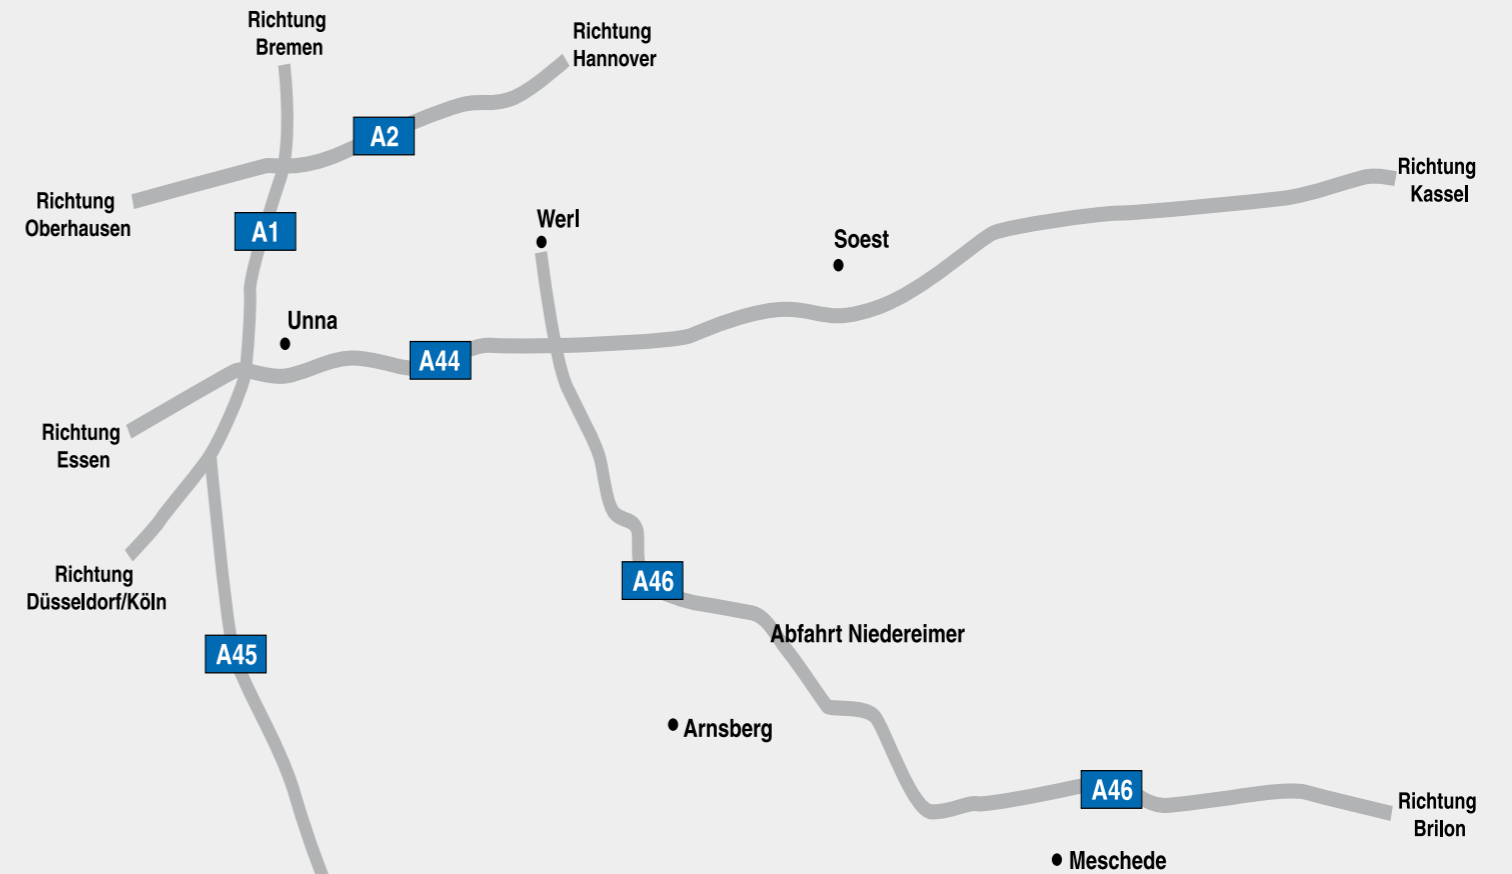 Richtung
Bremen
Richtung
Hannover
A2
Richtung
Kassel
Richtung
Oberhausen
A1
Werl
Soest
Unna
A44
Richtung
Essen
Richtung
Düsseldorf/Köln
A46
Abfahrt Niedereimer
A45
Arnsberg
A46
Richtung
Brilon
Meschede